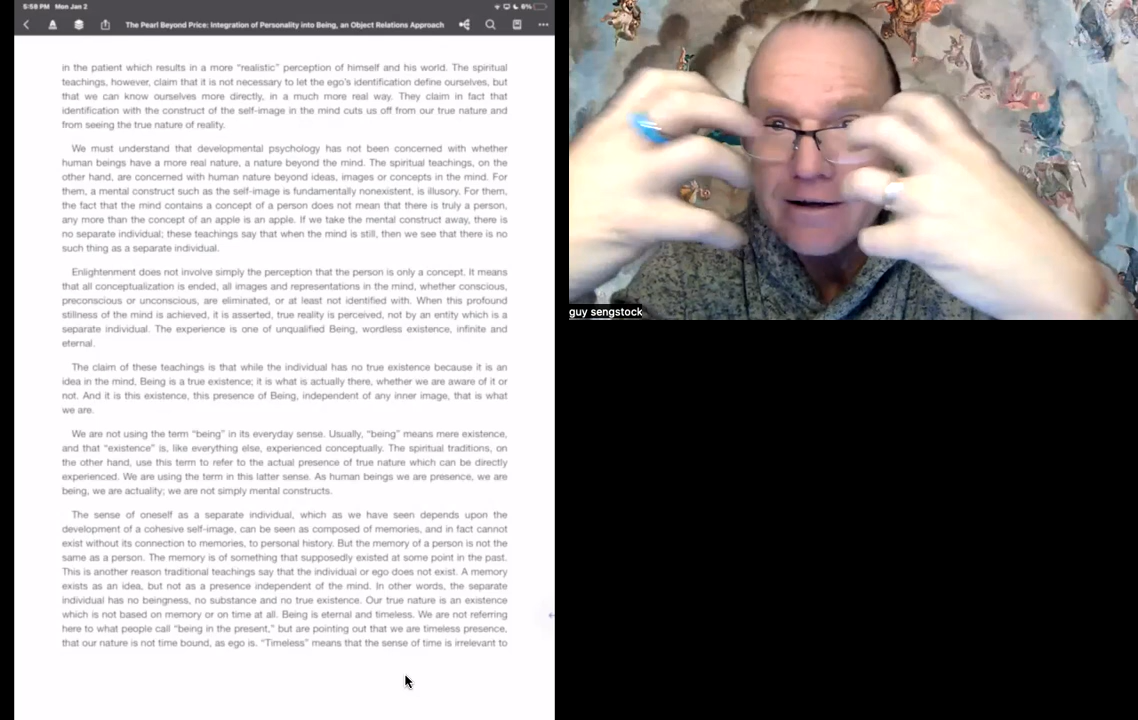 5:58 PM Mon Jan 2
6%
The Pearl Beyond Price: Integration of Personality into Being, an Object Relations Approach
in the patient which results in a more “realistic” perception of himself and his world. The spiritual
teachings, however, claim that it is not necessary to let the ego’s identification define ourselves, but
that we can know ourselves more directly, in a much more real way. They claim in fact that
identification with the construct of the self-image in the mind cuts us off from our true nature and
from seeing the true nature of reality.
We must understand that developmental psychology has not been concerned with whether
human beings have a more real nature, a nature beyond the mind. The spiritual teachings, on the
other hand, are concerned with human nature beyond ideas, images or concepts in the mind. For
them, a mental construct such as the self-image is fundamentally nonexistent, is illusory. For them,
the fact that the mind contains a concept of a person does not mean that there is truly a person,
any more than the concept of an apple is an apple. If we take the mental construct away, there is
no separate individual; these teachings say that when the mind is still, then we see that there is no
such thing as a separate individual.
Enlightenment does not involve simply the perception that the person is only a concept. It means
that all conceptualization is ended, all images and representations in the mind, whether conscious,
preconscious or unconscious, are eliminated, or at least not identified with. When this profound
stillness of the mind is achieved, it is asserted, true reality is perceived, not by an entity which is a
separate individual. The experience is one of unqualified Being, wordless existence, infinite and
eternal.
The claim of these teachings is that while the individual has no true existence because it is an
idea in the mind, Being is a true existence; it is what is actually there, whether we are aware of it or
not. And it is this existence, this presence of Being, independent of any inner image, that is what
we are.
We are not using the term “being” in its everyday sense. Usually, “being” means mere existence,
and that “existence” is, like everything else, experienced conceptually. The spiritual traditions, on
the other hand, use this term to refer to the actual presence of true nature which can be directly
experienced. We are using the term in this latter sense. As human beings we are presence, we are
being, we are actuality; we are not simply mental constructs.
The sense of oneself as a separate individual, which as we have seen depends upon the
development of a cohesive self-image, can be seen as composed of memories, and in fact cannot
exist without its connection to memories, to personal history. But the memory of a person is not the
same as a person. The memory is of something that supposedly existed at some point in the past.
This is another reason traditional teachings say that the individual or ego does not exist. A memory
exists as an idea, but not as a presence independent of the mind. In other words, the separate
individual has no beingness, no substance and no true existence. Our true nature is an existence
which is not based on memory or on time at all. Being is eternal and timeless. We are not referring
here to what people call “being in the present,” but are pointing out that we are timeless presence,
that our nature is not time bound, as ego is. “Timeless” means that the sense of time is irrelevant to
guy sengstock